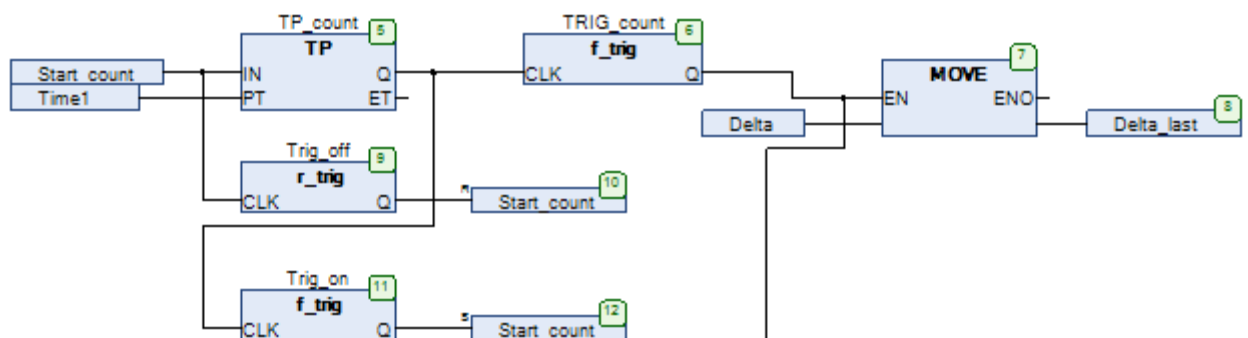 TP_count
5
TP
Start_count
IN
Q
Time1
PT
ET
TRIG_count
6
f_trig
CLK
Q
7
MOVE
EN
ENO
Delta
8
Delta_last
Trig_off
9
r_trig
CLK
Q
R
10
Start_count
Trig_on
11
f_trig
CLK
Q
S
12
Start_count